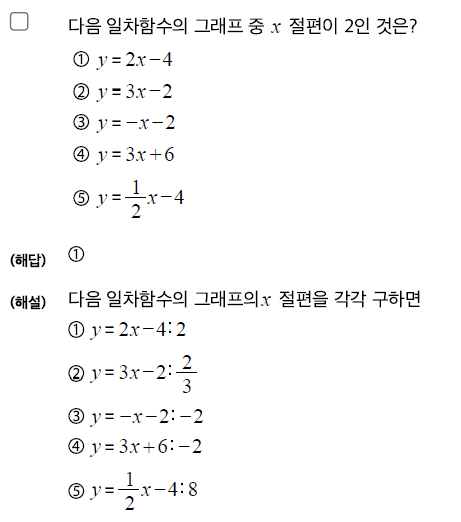 다음 일차함수의 그래프 중 x 절편이 2인 것은?
① y=2x-4
② y=3x-2
③ y=-x-2
④ y=3x+6
⑤ y=1/2x-4
(해답) ①
(해설) 다음 일차함수의 그래프의x 절편을 각각 구하면
① y=2x-4:2
② y=3x-2:2/3
③ y=-x-2:-2
④ y=3x+6:-2
⑤ y=1/2x-4:8